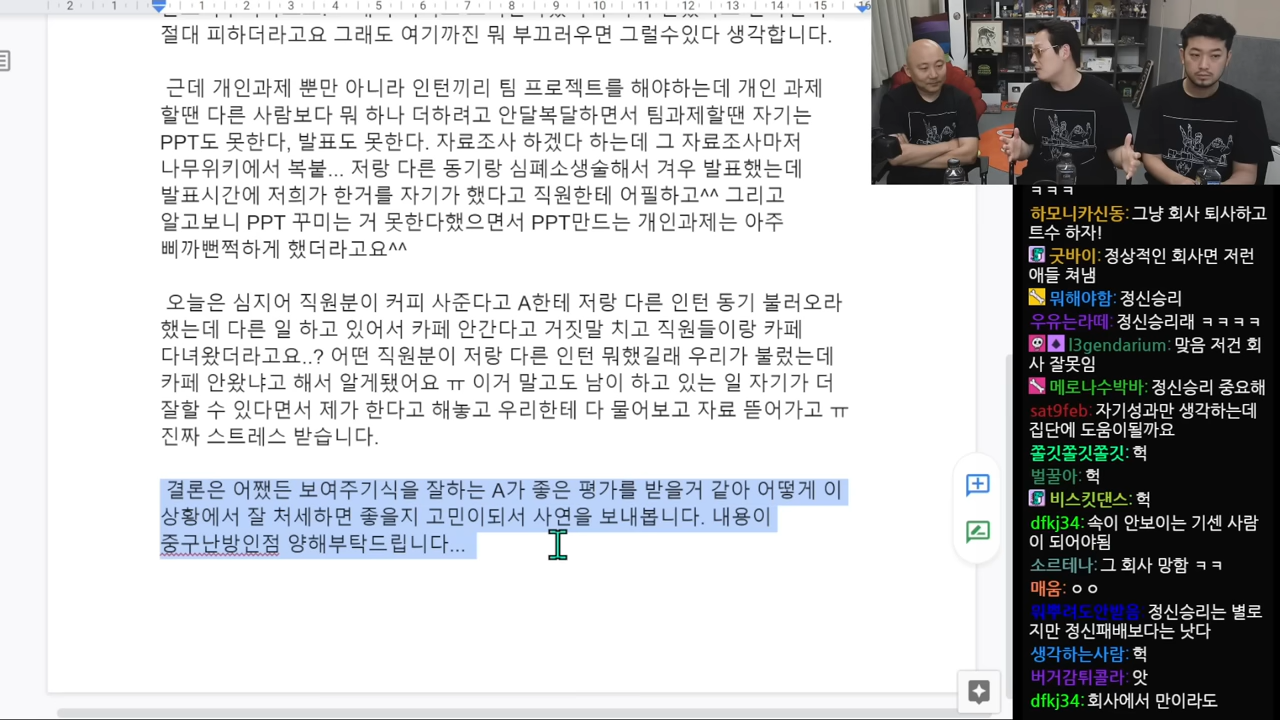 절대 피하더라고요 그래도 여기까진 뭐 부끄러우면 그럴수있다 생각합니다.
근데 개인과제 뿐만 아니라 인턴끼리 팀 프로젝트를 해야하는데 개인 과제
할땐 다른 사람보다 뭐 하나 더하려고 안달복달하면서 팀과제할땐 자기는
PPT도 못한다, 발표도 못한다. 자료조사 하겠다 하는데 그 자료조사마저
나무위키에서 복붙... 저랑 다른 동기랑 심폐소생술해서 겨우 발표했는데
발표시간에 저희가 한거를 자기가 했다고 직원한테 어필하고^^ 그리고
알고보니 PPT 꾸미는 거 못한다했으면서 PPT만드는 개인과제는 아주
삐까뻔쩍하게 했더라고요^^
오늘은 심지어 직원분이 커피 사준다고 A한테 저랑 다른 인턴 동기 불러오라
했는데 다른 일 하고 있어서 카페 안간다고 거짓말 치고 직원들이랑 카페
다녀왔더라고요..? 어떤 직원분이 저랑 다른 인턴 뭐했길래 우리가 불렀는데
카페 안왔냐고 해서 알게됐어요 ㅠ 이거 말고도 남이 하고 있는 일 자기가 더
잘할 수 있다면서 제가 한다고 해놓고 우리한테 다 물어보고 자료 뜯어가고 ㅠ
진짜 스트레스 받습니다.
결론은 어쨌든 보여주기식을 잘하는 A가 좋은 평가를 받을거 같아 어떻게 이
상황에서 잘 처세하면 좋을지 고민이되서 사연을 보내봅니다. 내용이
중구난방인점 양해부탁드립니다...
2 1 1 2 3 4 5 6 7 8 9 10 11 12 13 14 15 16
ㅋㅋㅋ
하모니카신동: 그냥 회사 퇴사하고
트수 하자!
굿바이: 정상적인 회사면 저런
애들 쳐냄
뭐해야함: 정신승리
우유는라떼: 정신승리래 ㅋㅋㅋㅋ
l3gendarium: 맞음 저건 회
사 잘못임
메로나수박바: 정신승리 중요해
sat9feb: 자기성과만 생각하는데
집단에 도움이될까요
쫄깃쫄깃쫄깃: 헉
벌꿀아: 헉
비스킷댄스: 헉
dfkj34: 속이 안보이는 기센 사람
이 되어야됨
소르테나: 그 회사 망함 ㅋㅋ
매움: ㅇㅇ
정신승리는 별로
지만 정신패배보다는 낫다
생각하는사람: 헉
버거감튀콜라: 앗
dfkj34: 회사에서 만이라도